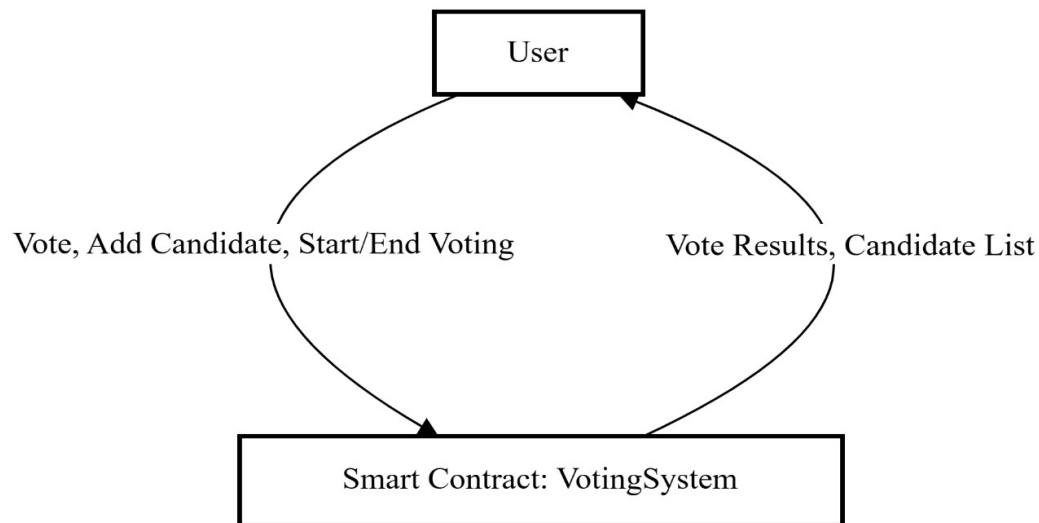 User
Vote, Add Candidate, Start/End Voting
Vote Results, Candidate List
Smart Contract: VotingSystem